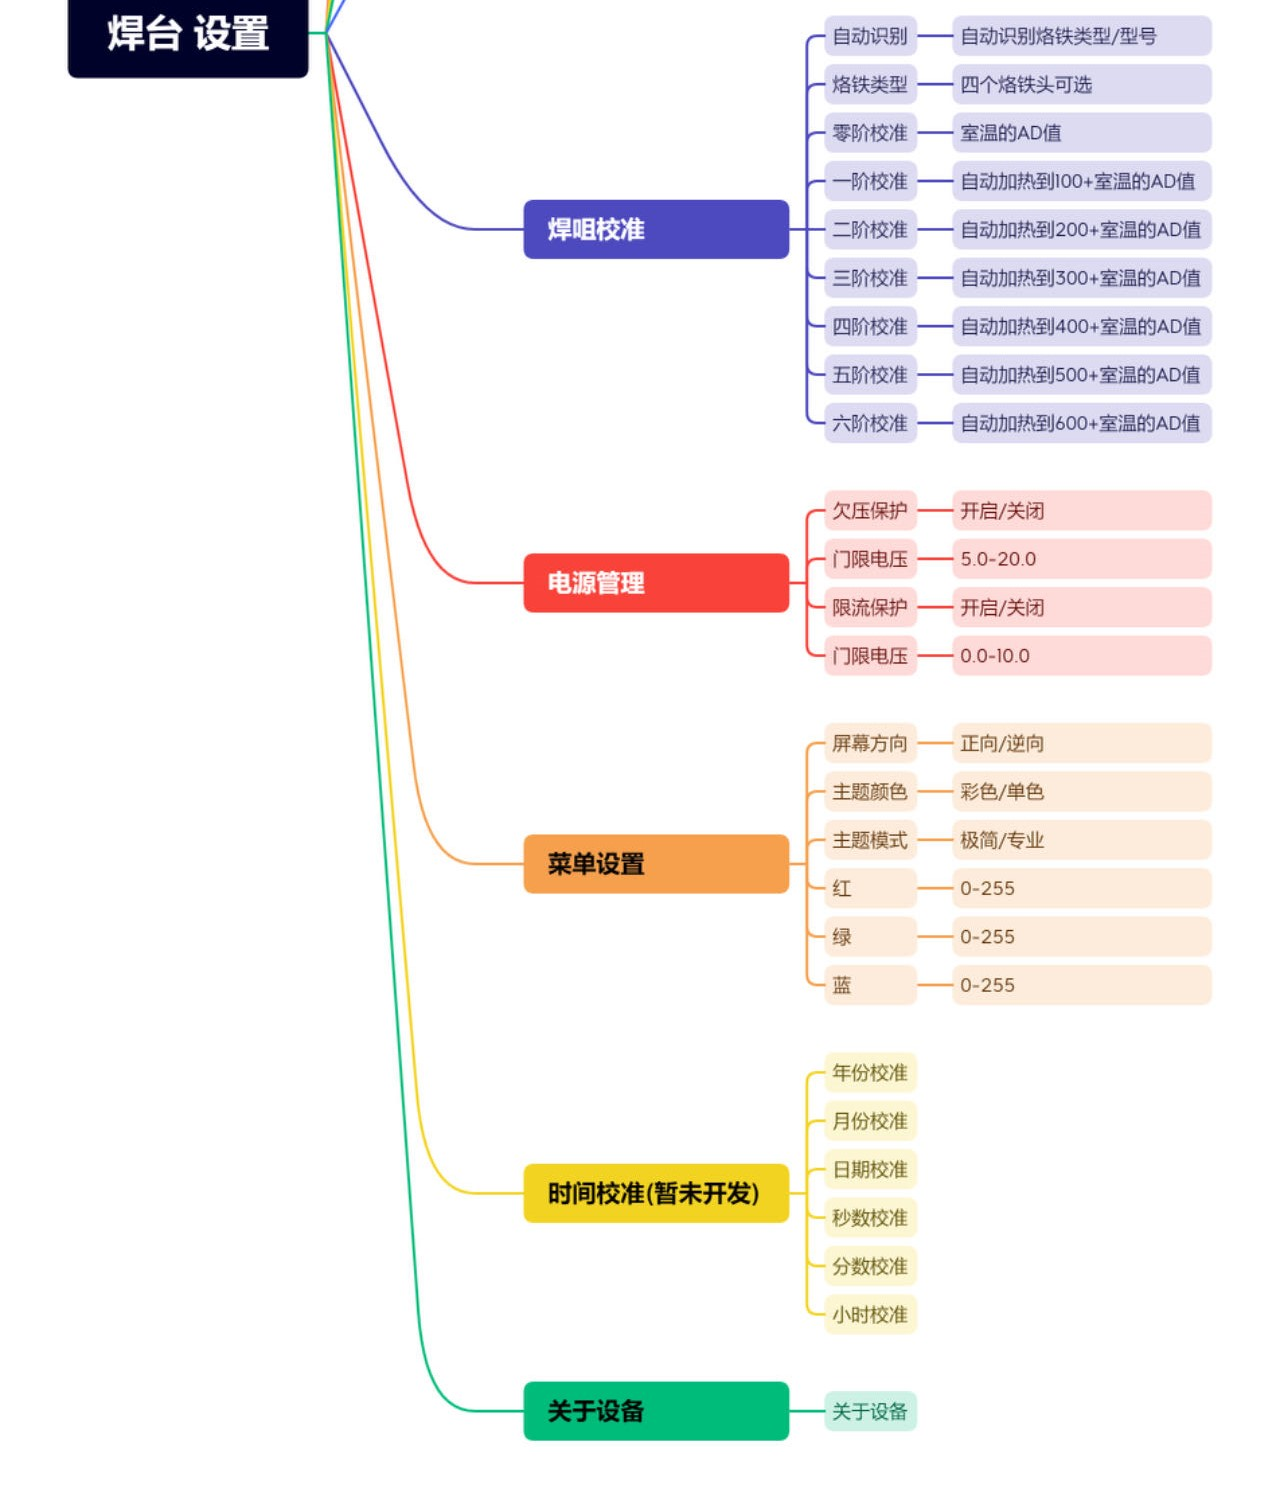 焊台 设置
焊咀校准
自动识别
自动识别烙铁类型/型号
烙铁类型
四个烙铁头可选
零阶校准
室温的AD值
一阶校准
自动加热到100+室温的AD值
二阶校准
自动加热到200+室温的AD值
三阶校准
自动加热到300+室温的AD值
四阶校准
自动加热到400+室温的AD值
五阶校准
自动加热到500+室温的AD值
六阶校准
自动加热到600+室温的AD值
电源管理
欠压保护
开启/关闭
门限电压
5.0-20.0
限流保护
开启/关闭
门限电压
0.0-10.0
菜单设置
屏幕方向
正向/逆向
主题颜色
彩色/单色
主题模式
极简/专业
红
0-255
绿
0-255
蓝
0-255
时间校准(暂未开发)
年份校准
月份校准
日期校准
秒数校准
分数校准
小时校准
关于设备
关于设备